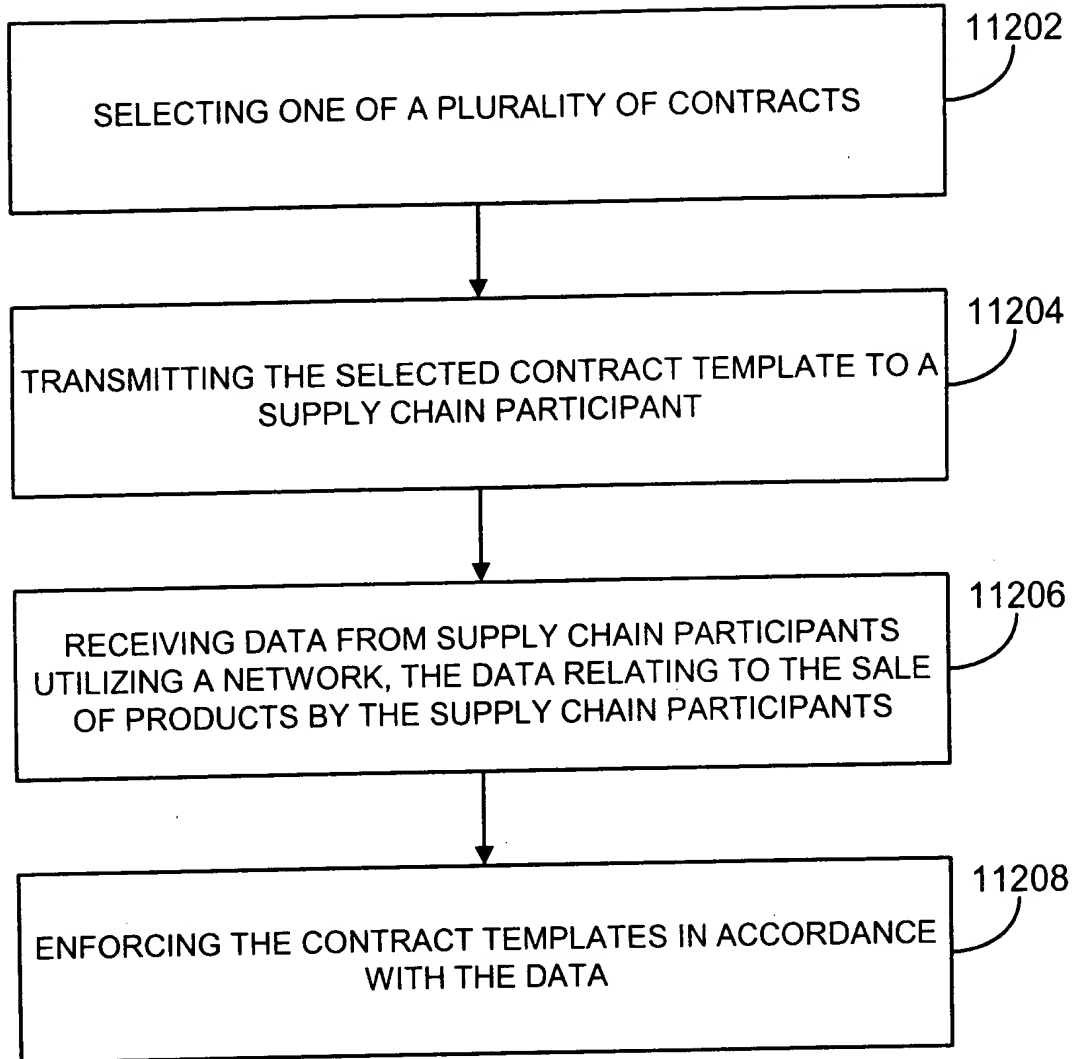 11202
SELECTING ONE OF A PLURALITY OF CONTRACTS
11204
TRANSMITTING THE SELECTED CONTRACT TEMPLATE TO A
SUPPLY CHAIN PARTICIPANT
11206
RECEIVING DATA FROM SUPPLY CHAIN PARTICIPANTS
UTILIZING A NETWORK, THE DATA RELATING TO THE SALE
OF PRODUCTS BY THE SUPPLY CHAIN PARTICIPANTS
11208
ENFORCING THE CONTRACT TEMPLATES IN ACCORDANCE
WITH THE DATA